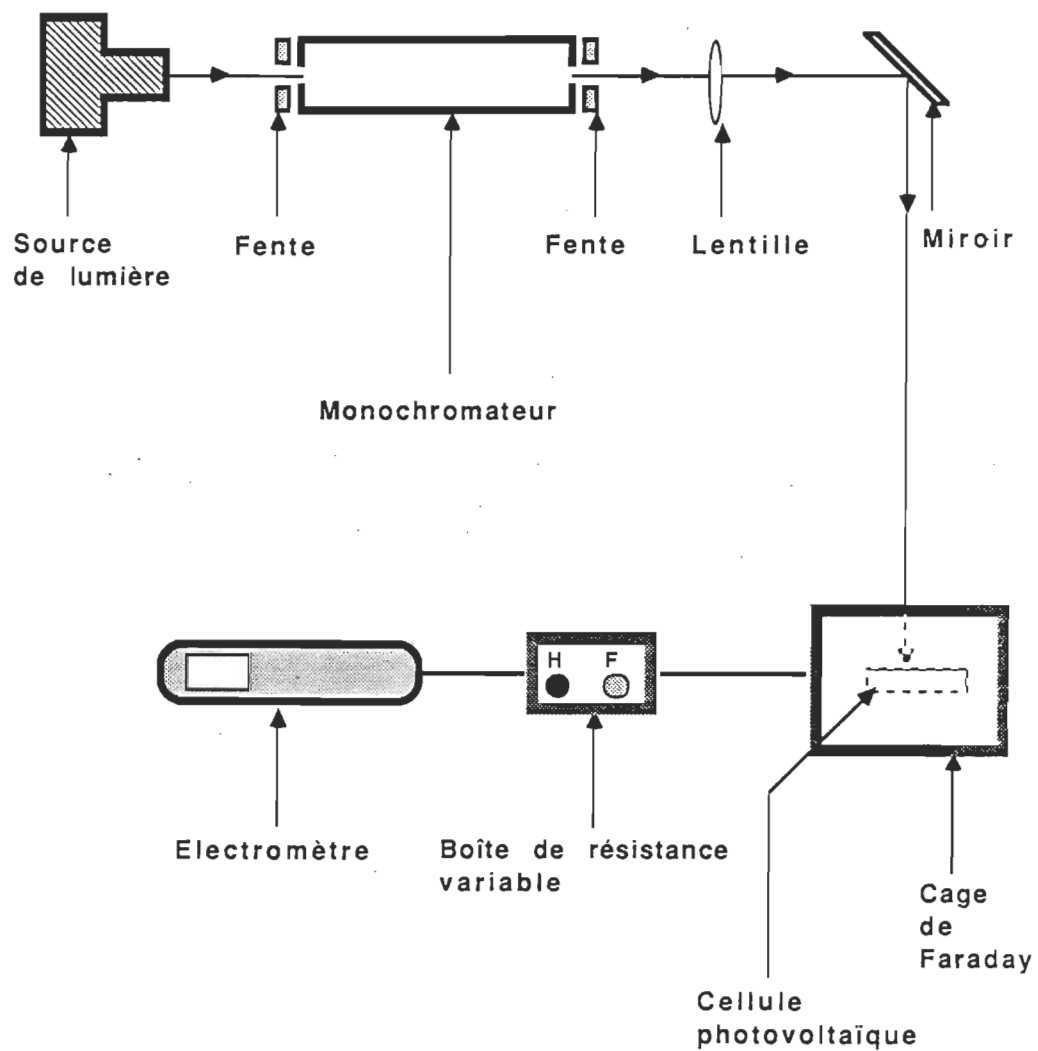 Source
de lumière
Fente
Fente
Lentille
Miroir
Monochromateur
H F
Electromètre
Boîte de résistance
variable
Cage
de
Faraday
Cellule
photovoltaïque